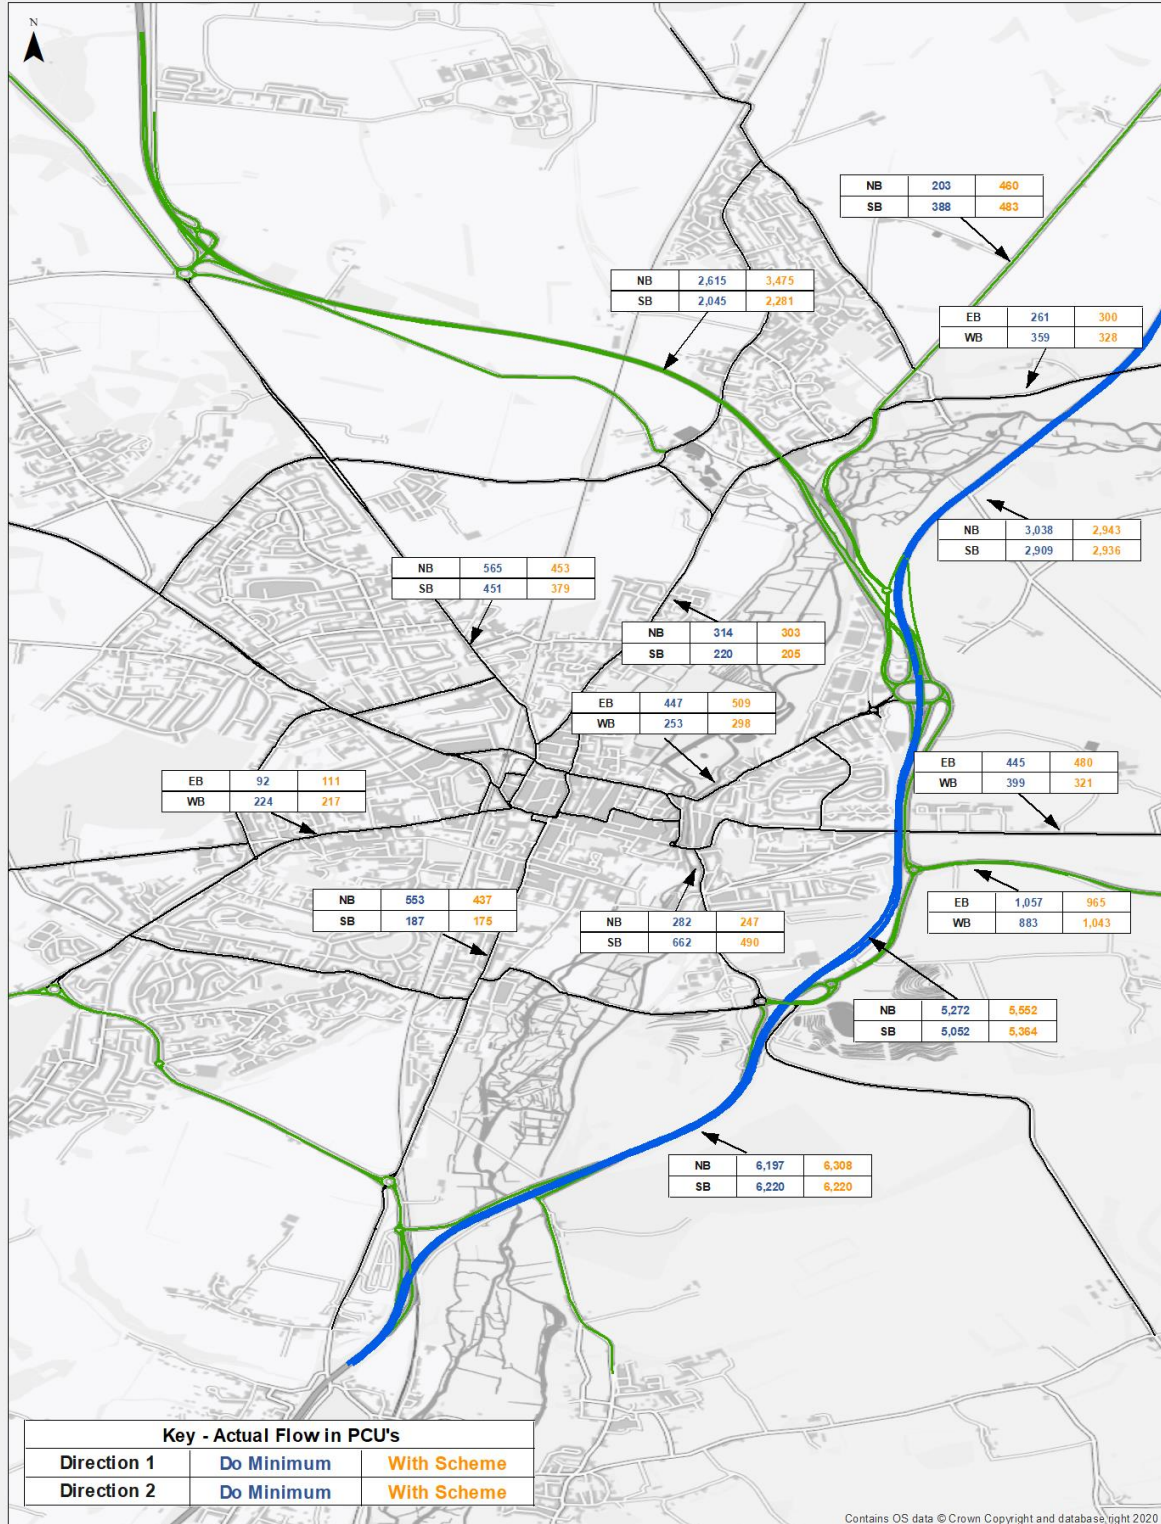 N
NB 203 460
SB 388 483
NB 2,615 3,475
SB 2,045 2,281
EB 261 300
WB 359 328
NB 3,038 2,943
SB 2,909 2,936
NB 565 453
SB 451 379
NB 314 303
SB 220 205
EB 447 509
WB 253 298
EB 445 480
WB 399 321
EB 92 111
WB 224 217
NB 553 437
SB 187 175
NB 282 247
SB 662 490
EB 1,057 965
WB 883 1,043
NB 5,272 5,552
SB 5,052 5,364
NB 6,197 6,308
SB 6,220 6,220
Key - Actual Flow in PCU's
Direction 1 Do Minimum With Scheme
Direction 2 Do Minimum With Scheme
Contains OS data © Crown Copyright and database right 2020